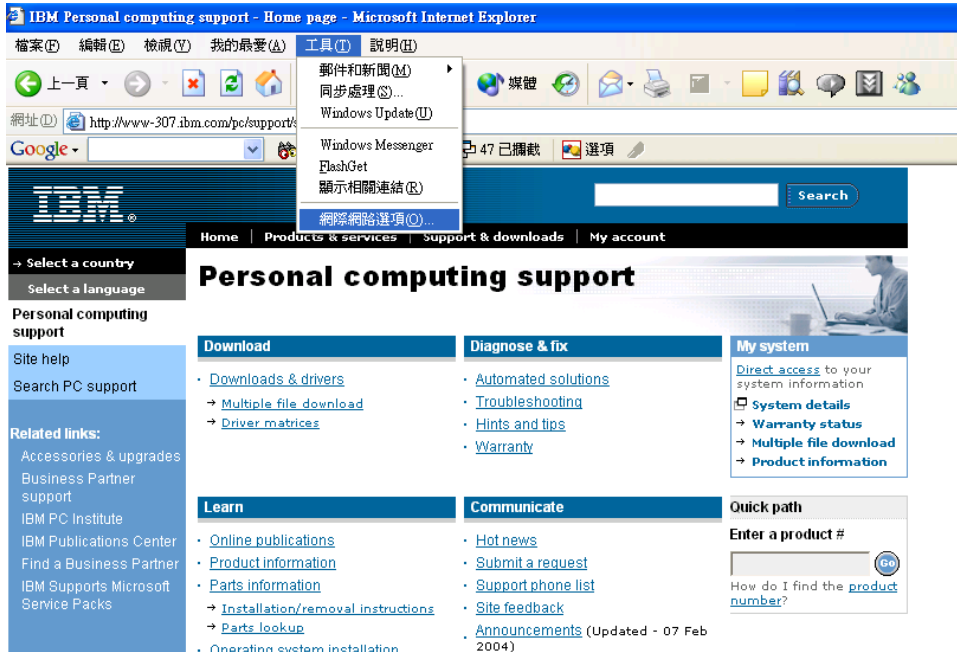 IBM Personal computing support - Home page - Microsoft Internet Explorer
檔案(F) 編輯(E) 檢視(V) 我的最愛(A) 工具(T) 說明(H)
上一頁
媒體
郵件和新聞(M)
同步處理(S)...
Windows Update(U)
Windows Messenger
FlashGet
顯示相關連結(R)
網際網路選項(O)...
網址(D) http://www-307.ibm.com/pc/support/
Google
47 已攔截 選項
IBM
Search
Home | Products & services | Support & downloads | My account
→ Select a country
Select a language
Personal computing
support
Site help
Search PC support
Related links:
Accessories & upgrades
Business Partner
support
IBM PC Institute
IBM Publications Center
Find a Business Partner
IBM Supports Microsoft
Service Packs
Personal computing support
Download
· Downloads & drivers
→ Multiple file download
→ Driver matrices
Diagnose & fix
· Automated solutions
· Troubleshooting
· Hints and tips
· Warranty
My system
Direct access to your
system information
System details
→ Warranty status
→ Multiple file download
→ Product information
Learn
· Online publications
· Product information
· Parts information
→ Installation/removal instructions
→ Parts lookup
· Operating system installation
Communicate
· Hot news
· Submit a request
· Support phone list
· Site feedback
· Announcements (Updated - 07 Feb
2004)
Quick path
Enter a product #
Go
How do I find the product
number?